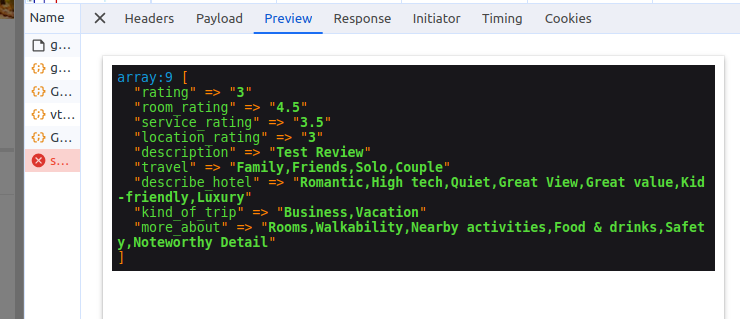 Name
Headers Payload Preview Response Initiator Timing Cookies
g...
g...
G...
vt...
G...
s...
array:9 [
"rating" => "3"
"room_rating" => "4.5"
"service_rating" => "3.5"
"location_rating" => "3"
"description" => "Test Review"
"travel" => "Family,Friends,Solo,Couple"
"describe_hotel" => "Romantic,High tech,Quiet,Great View,Great value,Kid
-friendly,Luxury"
"kind_of_trip" => "Business,Vacation"
"more_about" => "Rooms,Walkability,Nearby activities,Food & drinks,Safet
y,Noteworthy Detail"
]